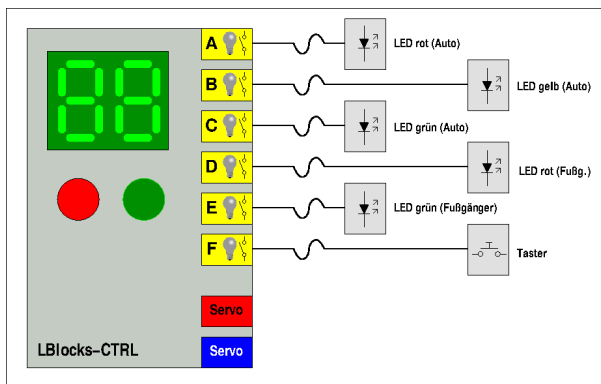 A
LED rot (Auto)
B
LED gelb (Auto)
C
LED grün (Auto)
D
LED rot (Fußg.)
E
LED grün (Fußgänger)
F
Taster
Servo
LBlocks-CTRL
Servo
88